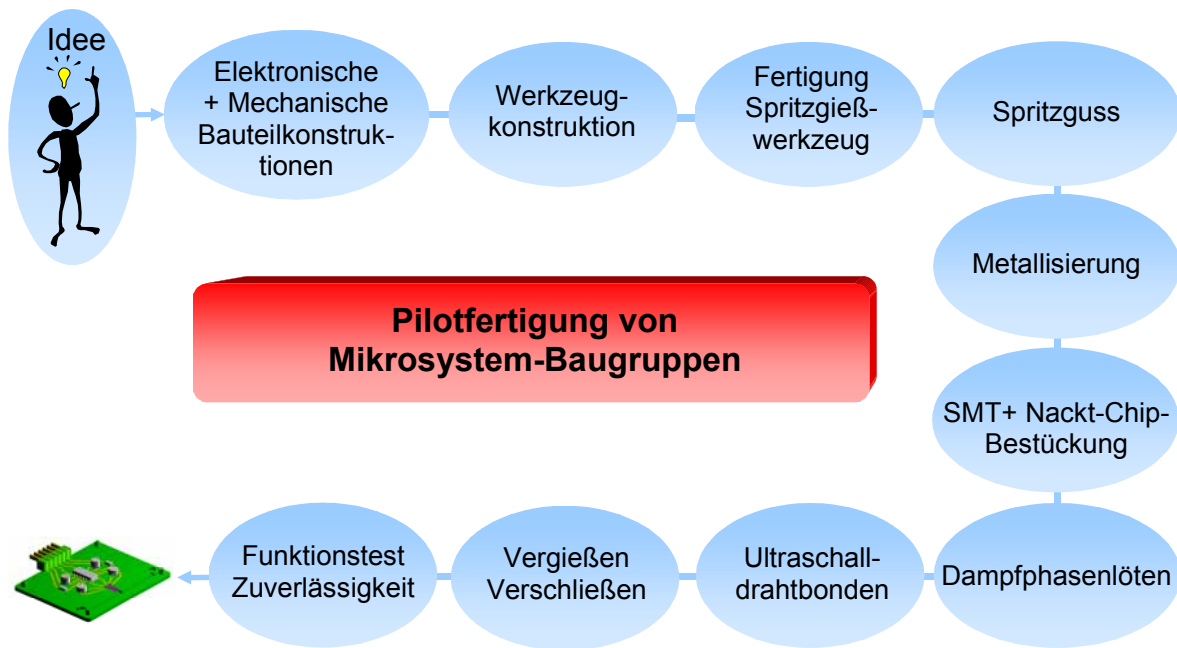 Idee
Elektronische
+ Mechanische
Bauteilkonstruk-
tionen
Werkzeug-
konstruktion
Fertigung
Spritzgieß-
werkzeug
Spritzguss
Metallisierung
Pilotfertigung von
Mikrosystem-Baugruppen
SMT+ Nackt-Chip-
Bestückung
Dampfphasenlöten
Ultraschall-
drahtbonden
Vergießen
Verschließen
Funktionstest
Zuverlässigkeit